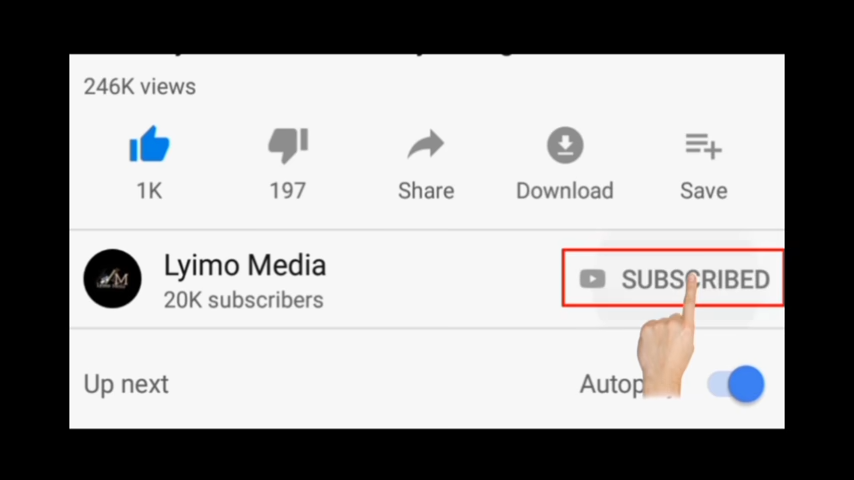 246K views
1K 197 Share Download Save
Lyimo Media SUBSCRIBED
20K subscribers
Up next